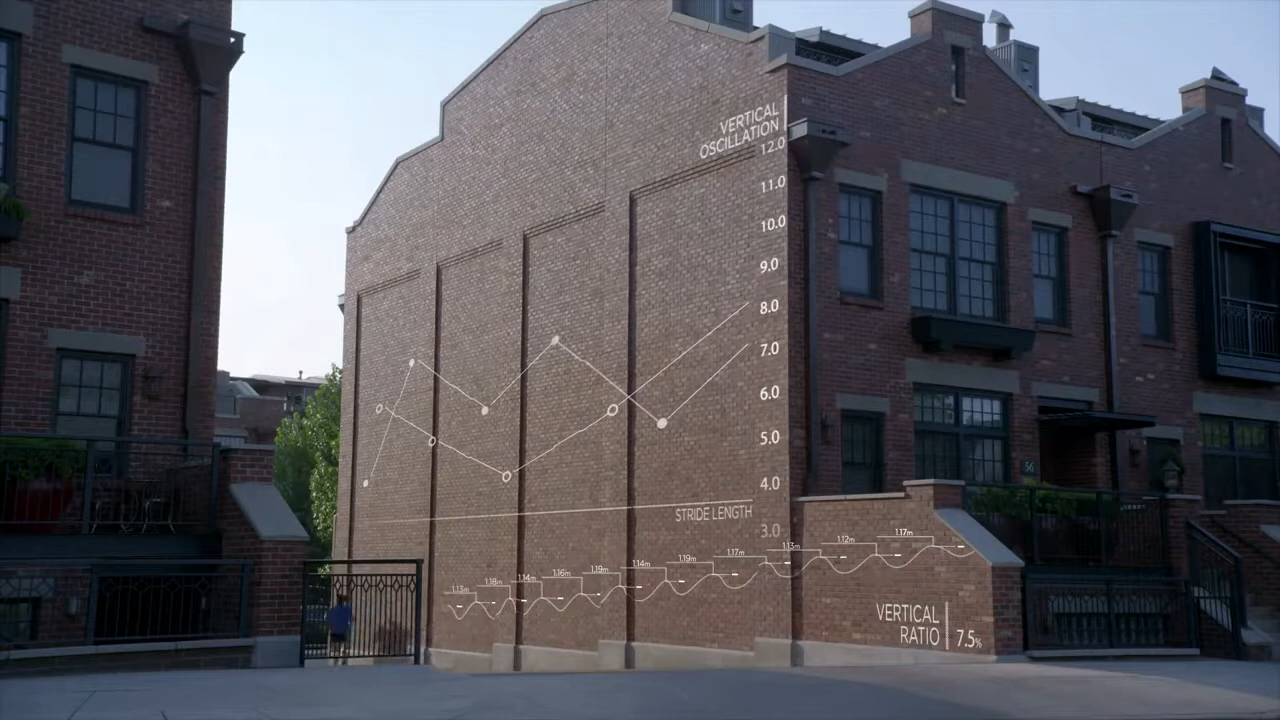 VERTICAL
OSCILLATION
12.0
11.0
10.0
9.0
8.0
7.0
6.0
5.0
4.0
STRIDE LENGTH
3.0
1.13m
1.18m
1.14m
1.16m
1.19m
1.14m
1.19m
1.17m
1.13m
1.12m
1.17m
56
VERTICAL
RATIO
7.5%